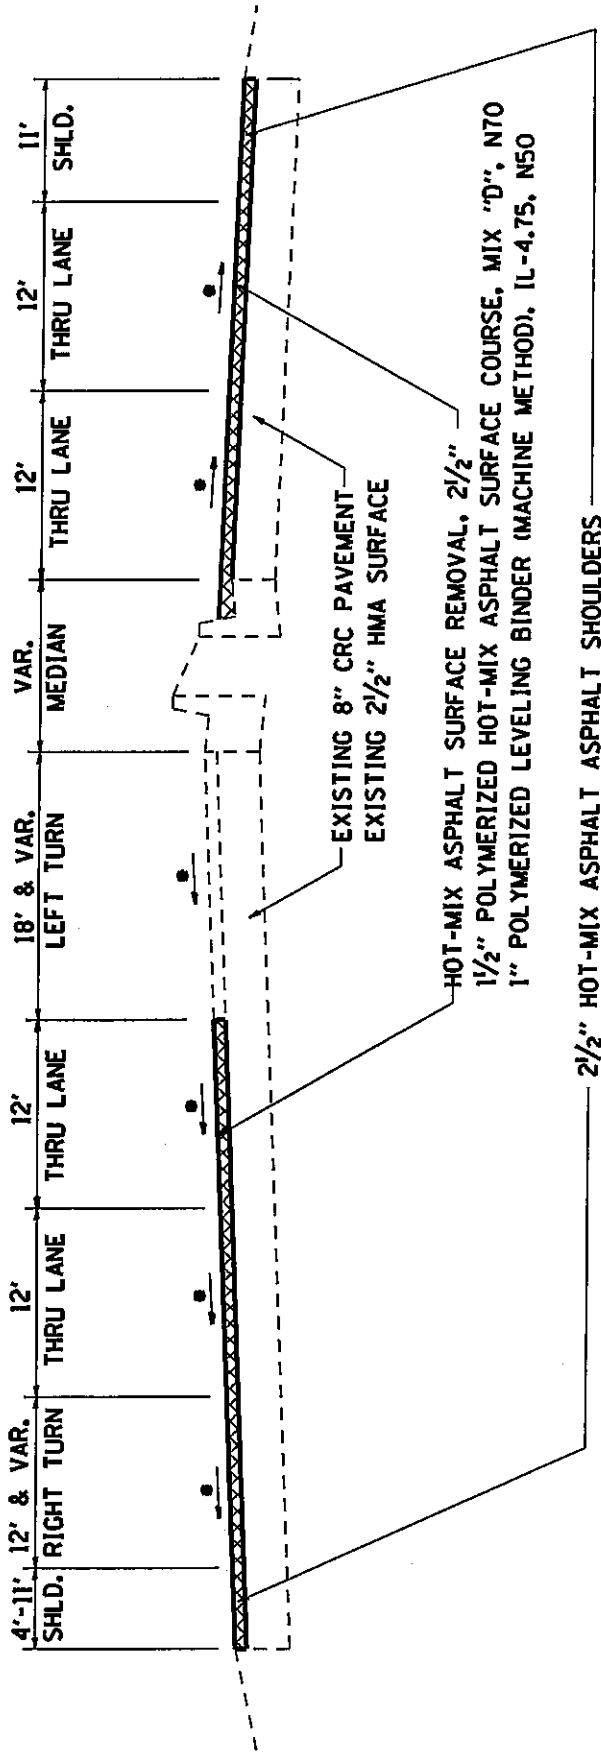 4'-11'
SHLD.
12' & VAR.
RIGHT TURN
12'
THRU LANE
12'
THRU LANE
18' & VAR.
LEFT TURN
VAR.
MEDIAN
12'
THRU LANE
12'
THRU LANE
11'
SHLD.
EXISTING 8" CRC PAVEMENT
EXISTING 2½" HMA SURFACE
HOT-MIX ASPHALT SURFACE REMOVAL, 2½"
1½" POLYMERIZED HOT-MIX ASPHALT SURFACE COURSE, MIX "D", N70
1" POLYMERIZED LEVELING BINDER (MACHINE METHOD), IL-4.75, N50
2½" HOT-MIX ASPHALT ASPHALT SHOULDERS